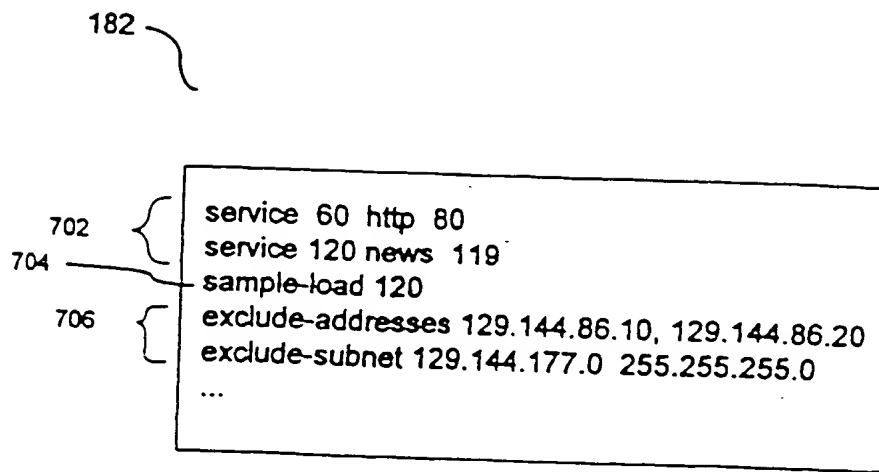 182
702
704
706
service 60 http 80
service 120 news 119
sample-load 120
exclude-addresses 129.144.86.10, 129.144.86.20
exclude-subnet 129.144.177.0 255.255.255.0
...